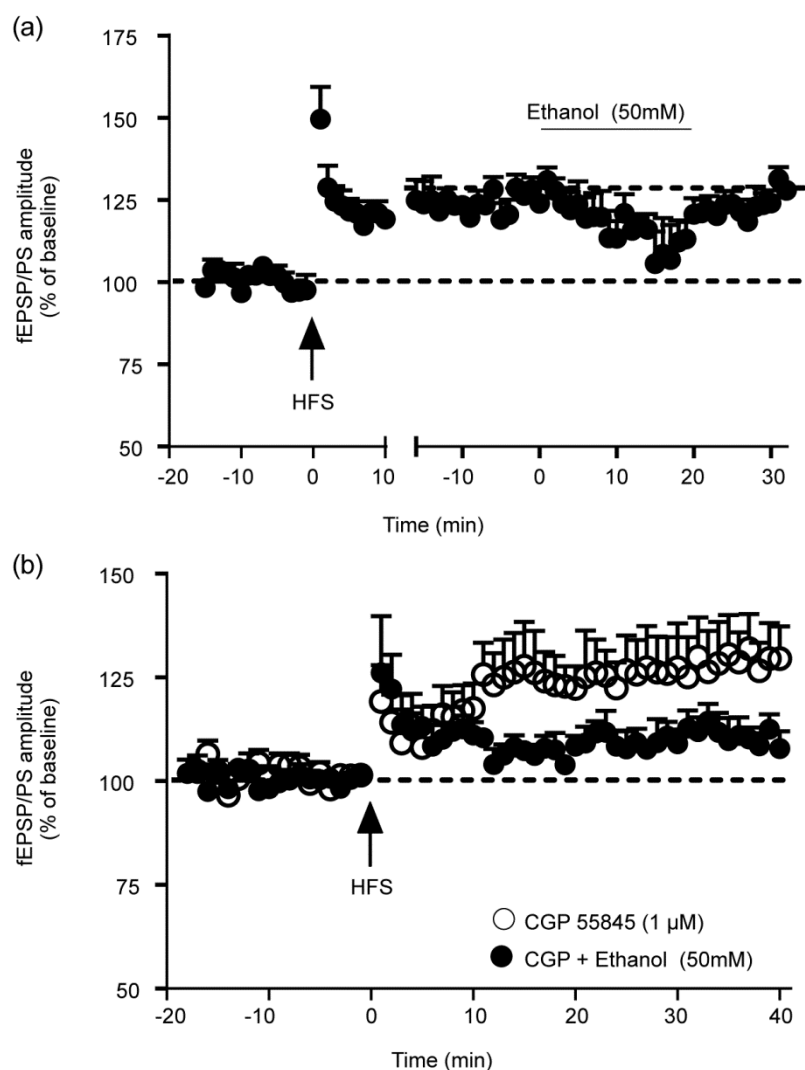 (a)
175
150
125
100
75
50
fEPSP/PS amplitude
(% of baseline)
Ethanol (50mM)
HFS
-20 -10 0 10 -10 0 10 20 30
Time (min)
(b)
150
125
100
75
50
fEPSP/PS amplitude
(% of baseline)
HFS
CGP 55845 (1 µM)
CGP + Ethanol (50mM)
-20 -10 0 10 20 30 40
Time (min)